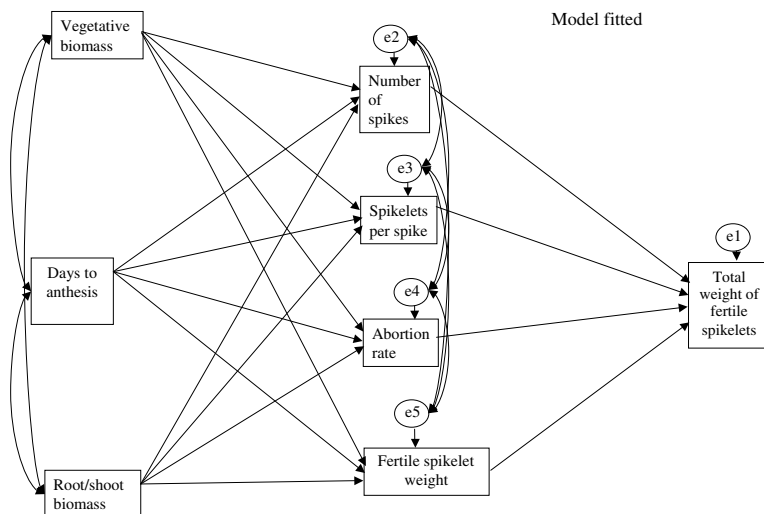 Model fitted
Vegetative
biomass
e2
Number
of
spikes
e3
Spikelets
per spike
e1
Days to
anthesis
Total
weight of
fertile
spikelets
e4
Abortion
rate
e5
Fertile spikelet
weight
Root/shoot
biomass